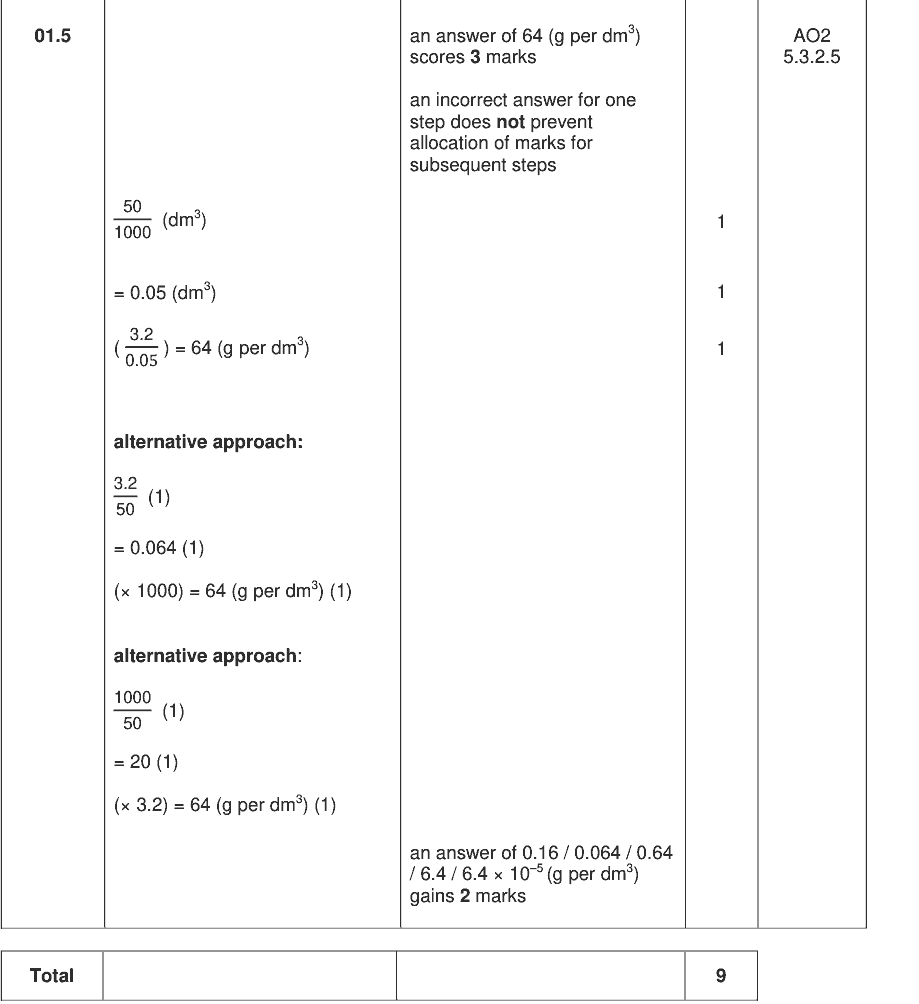 01.5
an answer of 64 (g per dm³)
scores 3 marks
AO2
5.3.2.5
an incorrect answer for one
step does not prevent
allocation of marks for
subsequent steps
50
1000
(dm³)
1
= 0.05 (dm³)
1
( 3.2
0.05
) = 64 (g per dm³)
1
alternative approach:
3.2
50
(1)
= 0.064 (1)
(× 1000) = 64 (g per dm³) (1)
alternative approach:
1000
50
(1)
= 20 (1)
(× 3.2) = 64 (g per dm³) (1)
an answer of 0.16 / 0.064 / 0.64
/ 6.4 / 6.4 × 10⁻⁵ (g per dm³)
gains 2 marks
Total
9